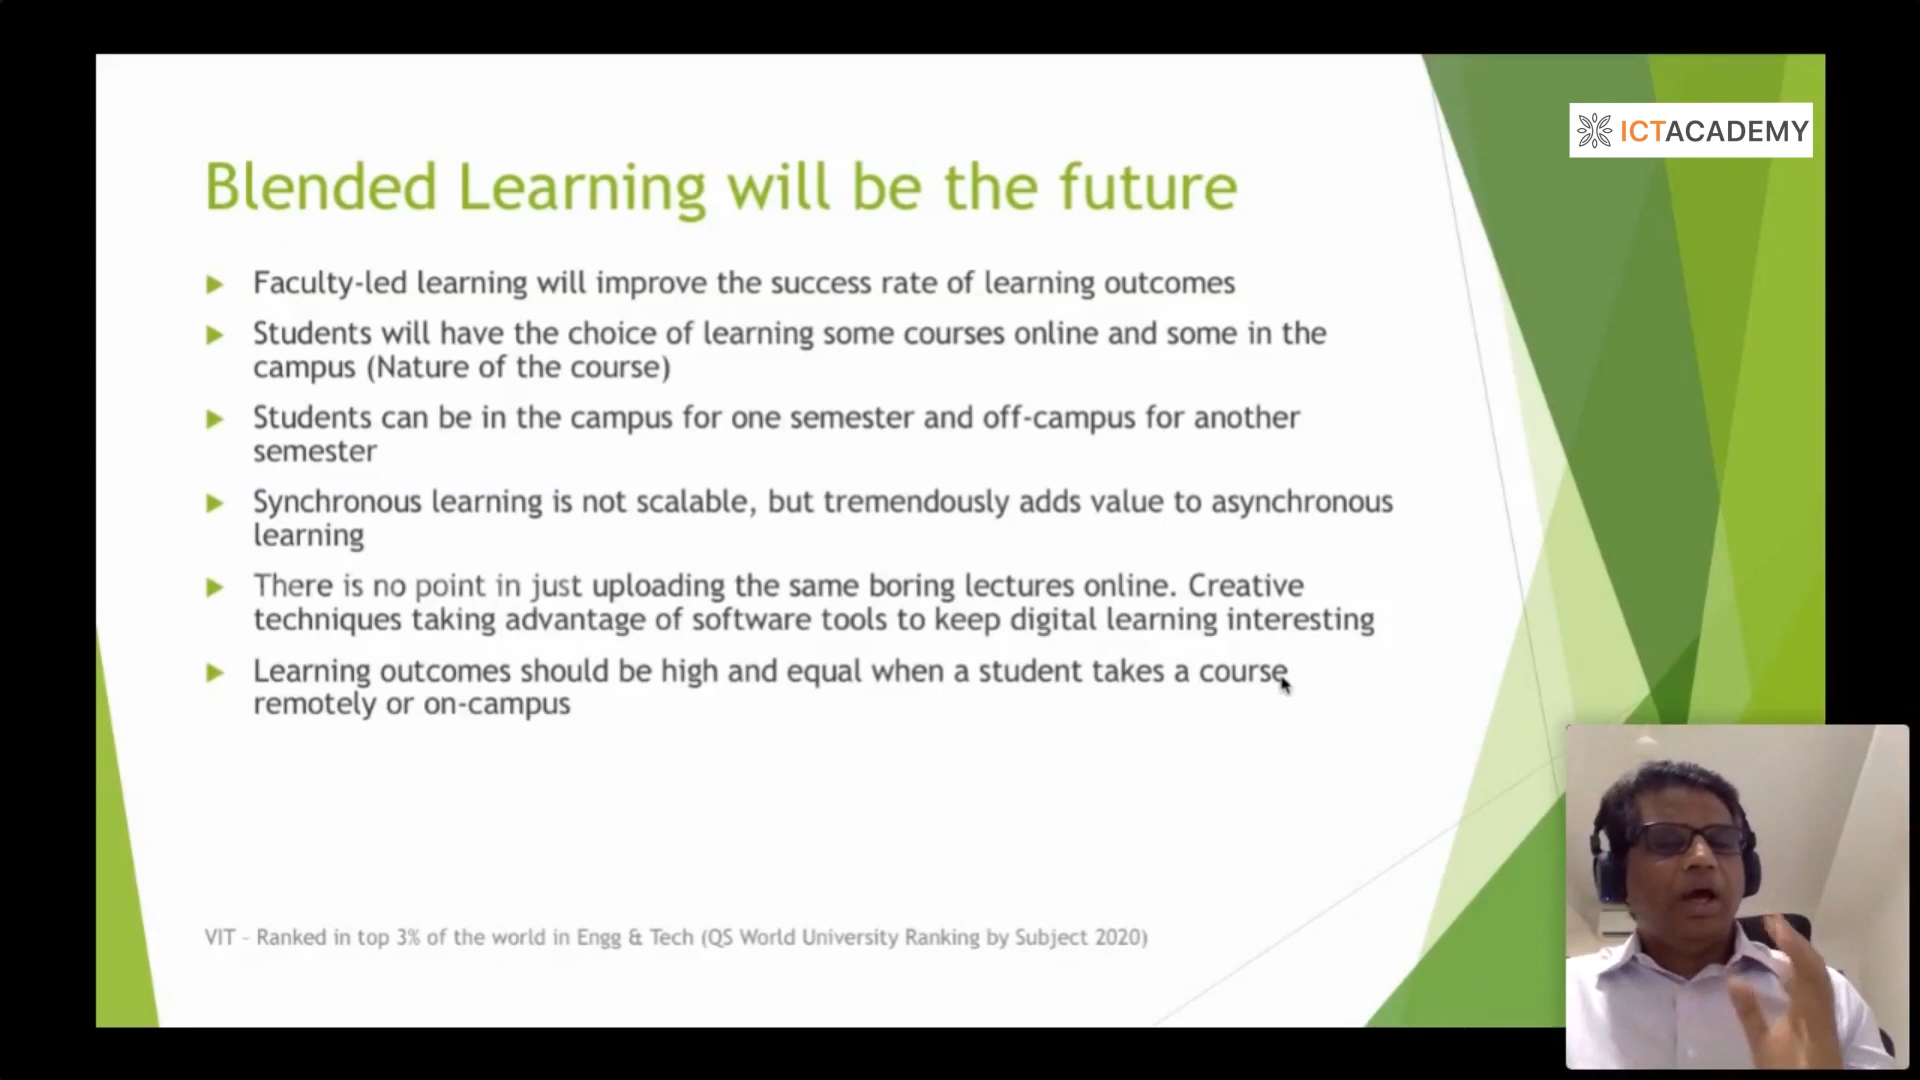 ICTACADEMY
Blended Learning will be the future
Faculty-led learning will improve the success rate of learning outcomes
Students will have the choice of learning some courses online and some in the
campus (Nature of the course)
Students can be in the campus for one semester and off-campus for another
semester
Synchronous learning is not scalable, but tremendously adds value to asynchronous
learning
There is no point in just uploading the same boring lectures online. Creative
techniques taking advantage of software tools to keep digital learning interesting
Learning outcomes should be high and equal when a student takes a course
remotely or on-campus
VIT - Ranked in top 3% of the world in Engg & Tech (QS World University Ranking by Subject 2020)